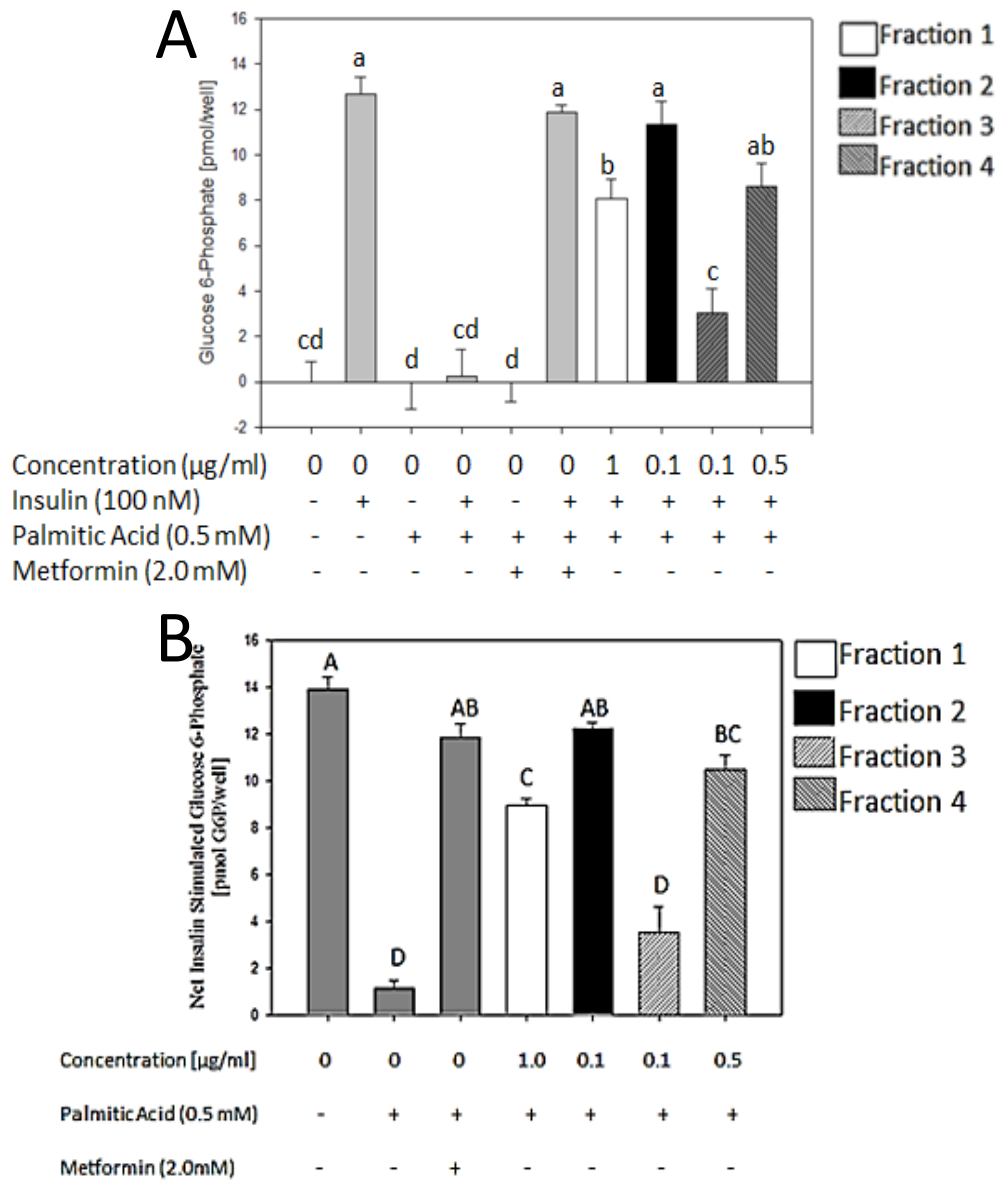 A
Glucose 6-Phosphate [pmol/well]
16
14
12
10
8
6
4
2
0
-2
cd
a
d
cd
d
a
b
a
c
ab
Fraction 1
Fraction 2
Fraction 3
Fraction 4
Concentration (µg/ml) 0 0 0 0 0 0 1 0.1 0.1 0.5
Insulin (100 nM) - + - + - + + + + +
Palmitic Acid (0.5 mM) - - + + + + + + + +
Metformin (2.0 mM) - - - - + + - - - -
B
Net Insulin Stimulated Glucose 6-Phosphate
[pmol G6P/well]
16
14
12
10
8
6
4
2
0
A
D
AB
C
AB
D
BC
Fraction 1
Fraction 2
Fraction 3
Fraction 4
Concentration [µg/ml] 0 0 0 1.0 0.1 0.1 0.5
Palmitic Acid (0.5 mM) - + + + + + +
Metformin (2.0mM) - - + - - - -